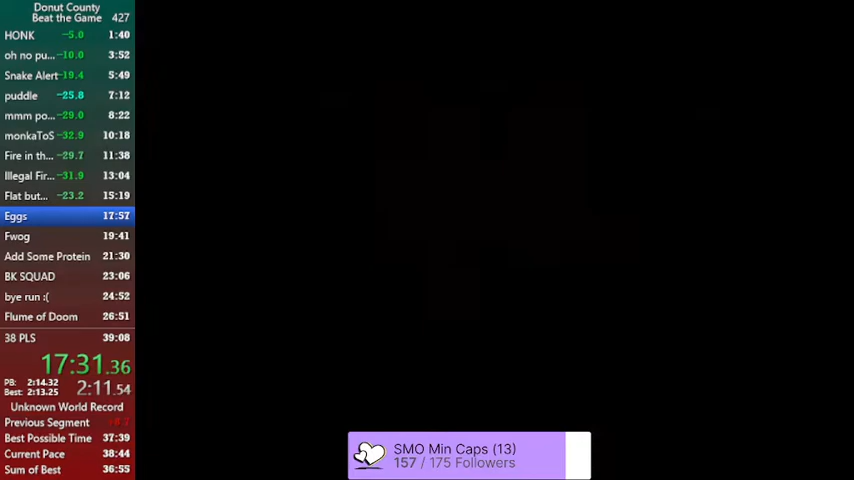 Donut County
Beat the Game 427
HONK -5.0 1:40
oh no pu... -10.0 3:52
Snake Alert -19.4 5:49
puddle -25.8 7:12
mmm po... -29.0 8:22
monkaToS -32.9 10:18
Fire in th... -29.7 11:38
Illegal Fir... -31.9 13:04
Flat but... -23.2 15:19
Eggs 17:57
Fwog 19:41
Add Some Protein 21:30
BK SQUAD 23:06
bye run :( 24:52
Flume of Doom 26:51
38 PLS 39:08
17:31.36
PB: 2:14.32
Best: 2:13.25
2:11.54
Unknown World Record
Previous Segment
Best Possible Time 37:39
Current Pace 38:44
Sum of Best 36:55
SMO Min Caps (13)
157 / 175 Followers